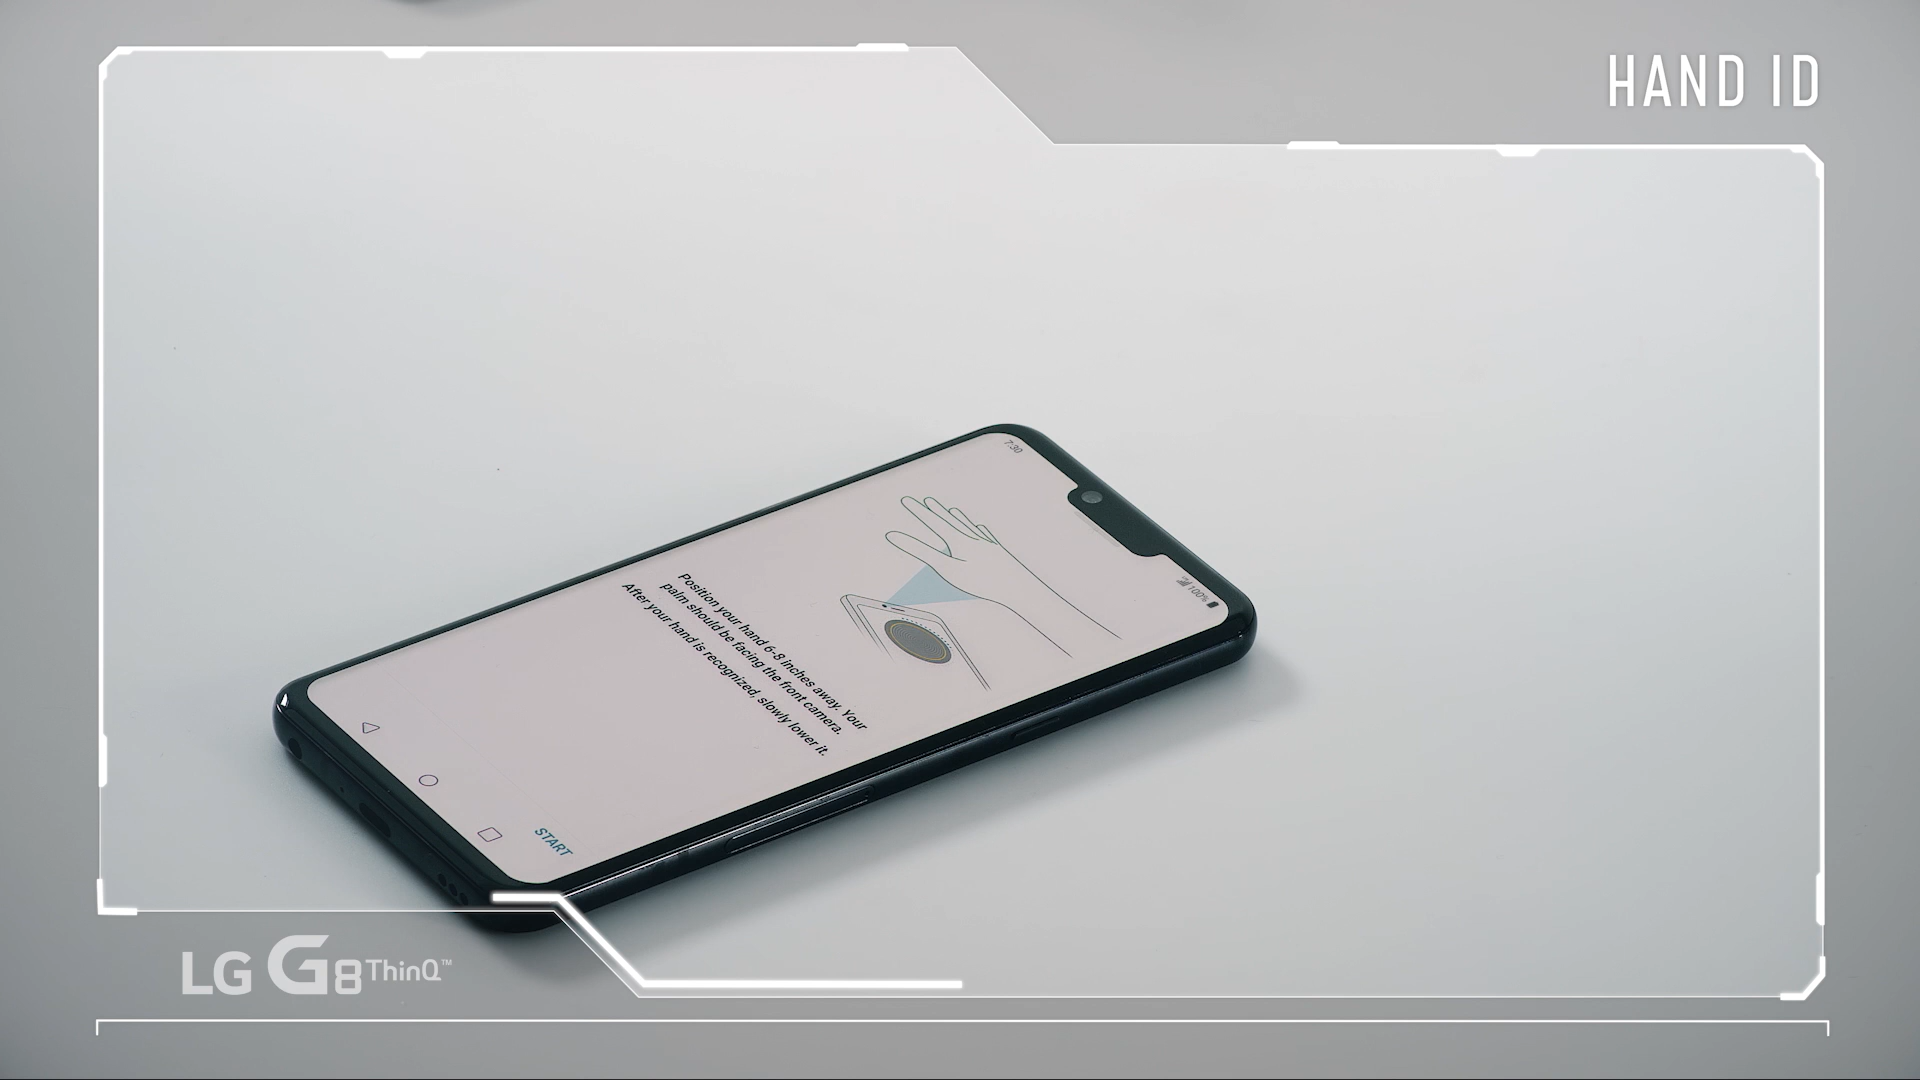 HAND ID
7:30
100%
Position your hand 6-8 inches away. Your
palm should be facing the front camera.
After your hand is recognized, slowly lower it.
START
LG G8 ThinQ™